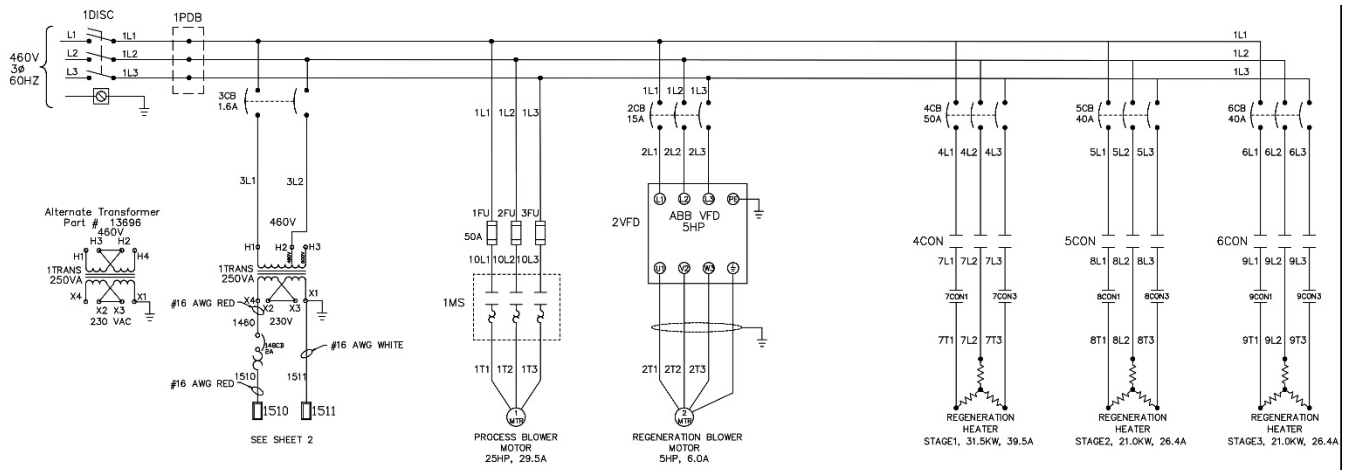 1DISC
1PDB
L1
1L1
1L1
L2
1L2
1L2
L3
1L3
1L3
460V
3ø
60HZ
3CB
1.6A
1L1
1L2
1L3
1L1
1L2
1L3
2CB
15A
2L1
2L2
2L3
4CB
50A
4L1
4L2
4L3
5CB
40A
5L1
5L2
5L3
6CB
40A
6L1
6L2
6L3
3L1
3L2
Alternate Transformer
Part # 13696
460V
H3
H2
H1
H4
1TRANS
250VA
X4
X1
X2
X3
230 VAC
460V
H1
H2
H3
1TRANS
250VA
X4
X1
X2
X3
230V
#16 AWG RED
1460
2A
#16 AWG WHITE
1510
1511
#16 AWG RED
1510
1511
SEE SHEET 2
1FU
2FU
3FU
50A
10L1
10L2
10L3
1MS
1T1
1T2
1T3
1
MTR
PROCESS BLOWER
MOTOR
25HP, 29.5A
L1
L2
L3
PE
ABB VFD
5HP
2VFD
U1
V2
W3
2T1
2T2
2T3
2
MTR
REGENERATION BLOWER
MOTOR
5HP, 6.0A
4CON
7L1
7L2
7L3
7CON1
7CON3
7T1
7L2
7T3
REGENERATION
HEATER
STAGE1, 31.5KW, 39.5A
5CON
8L1
8L2
8L3
8CON1
8CON3
8T1
8L2
8T3
REGENERATION
HEATER
STAGE2, 21.0KW, 26.4A
6CON
9L1
9L2
9L3
9CON1
9CON3
9T1
9L2
9T3
REGENERATION
HEATER
STAGE3, 21.0KW, 26.4A